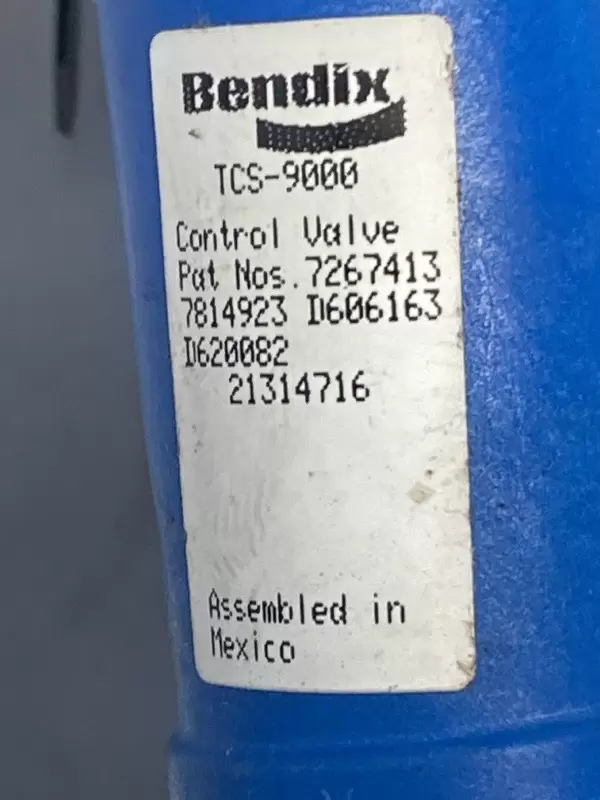 Bendix
TCS-9000
Control Valve
Pat Nos.7267413
7814923 D606163
D620082
21314716
Assembled in
Mexico